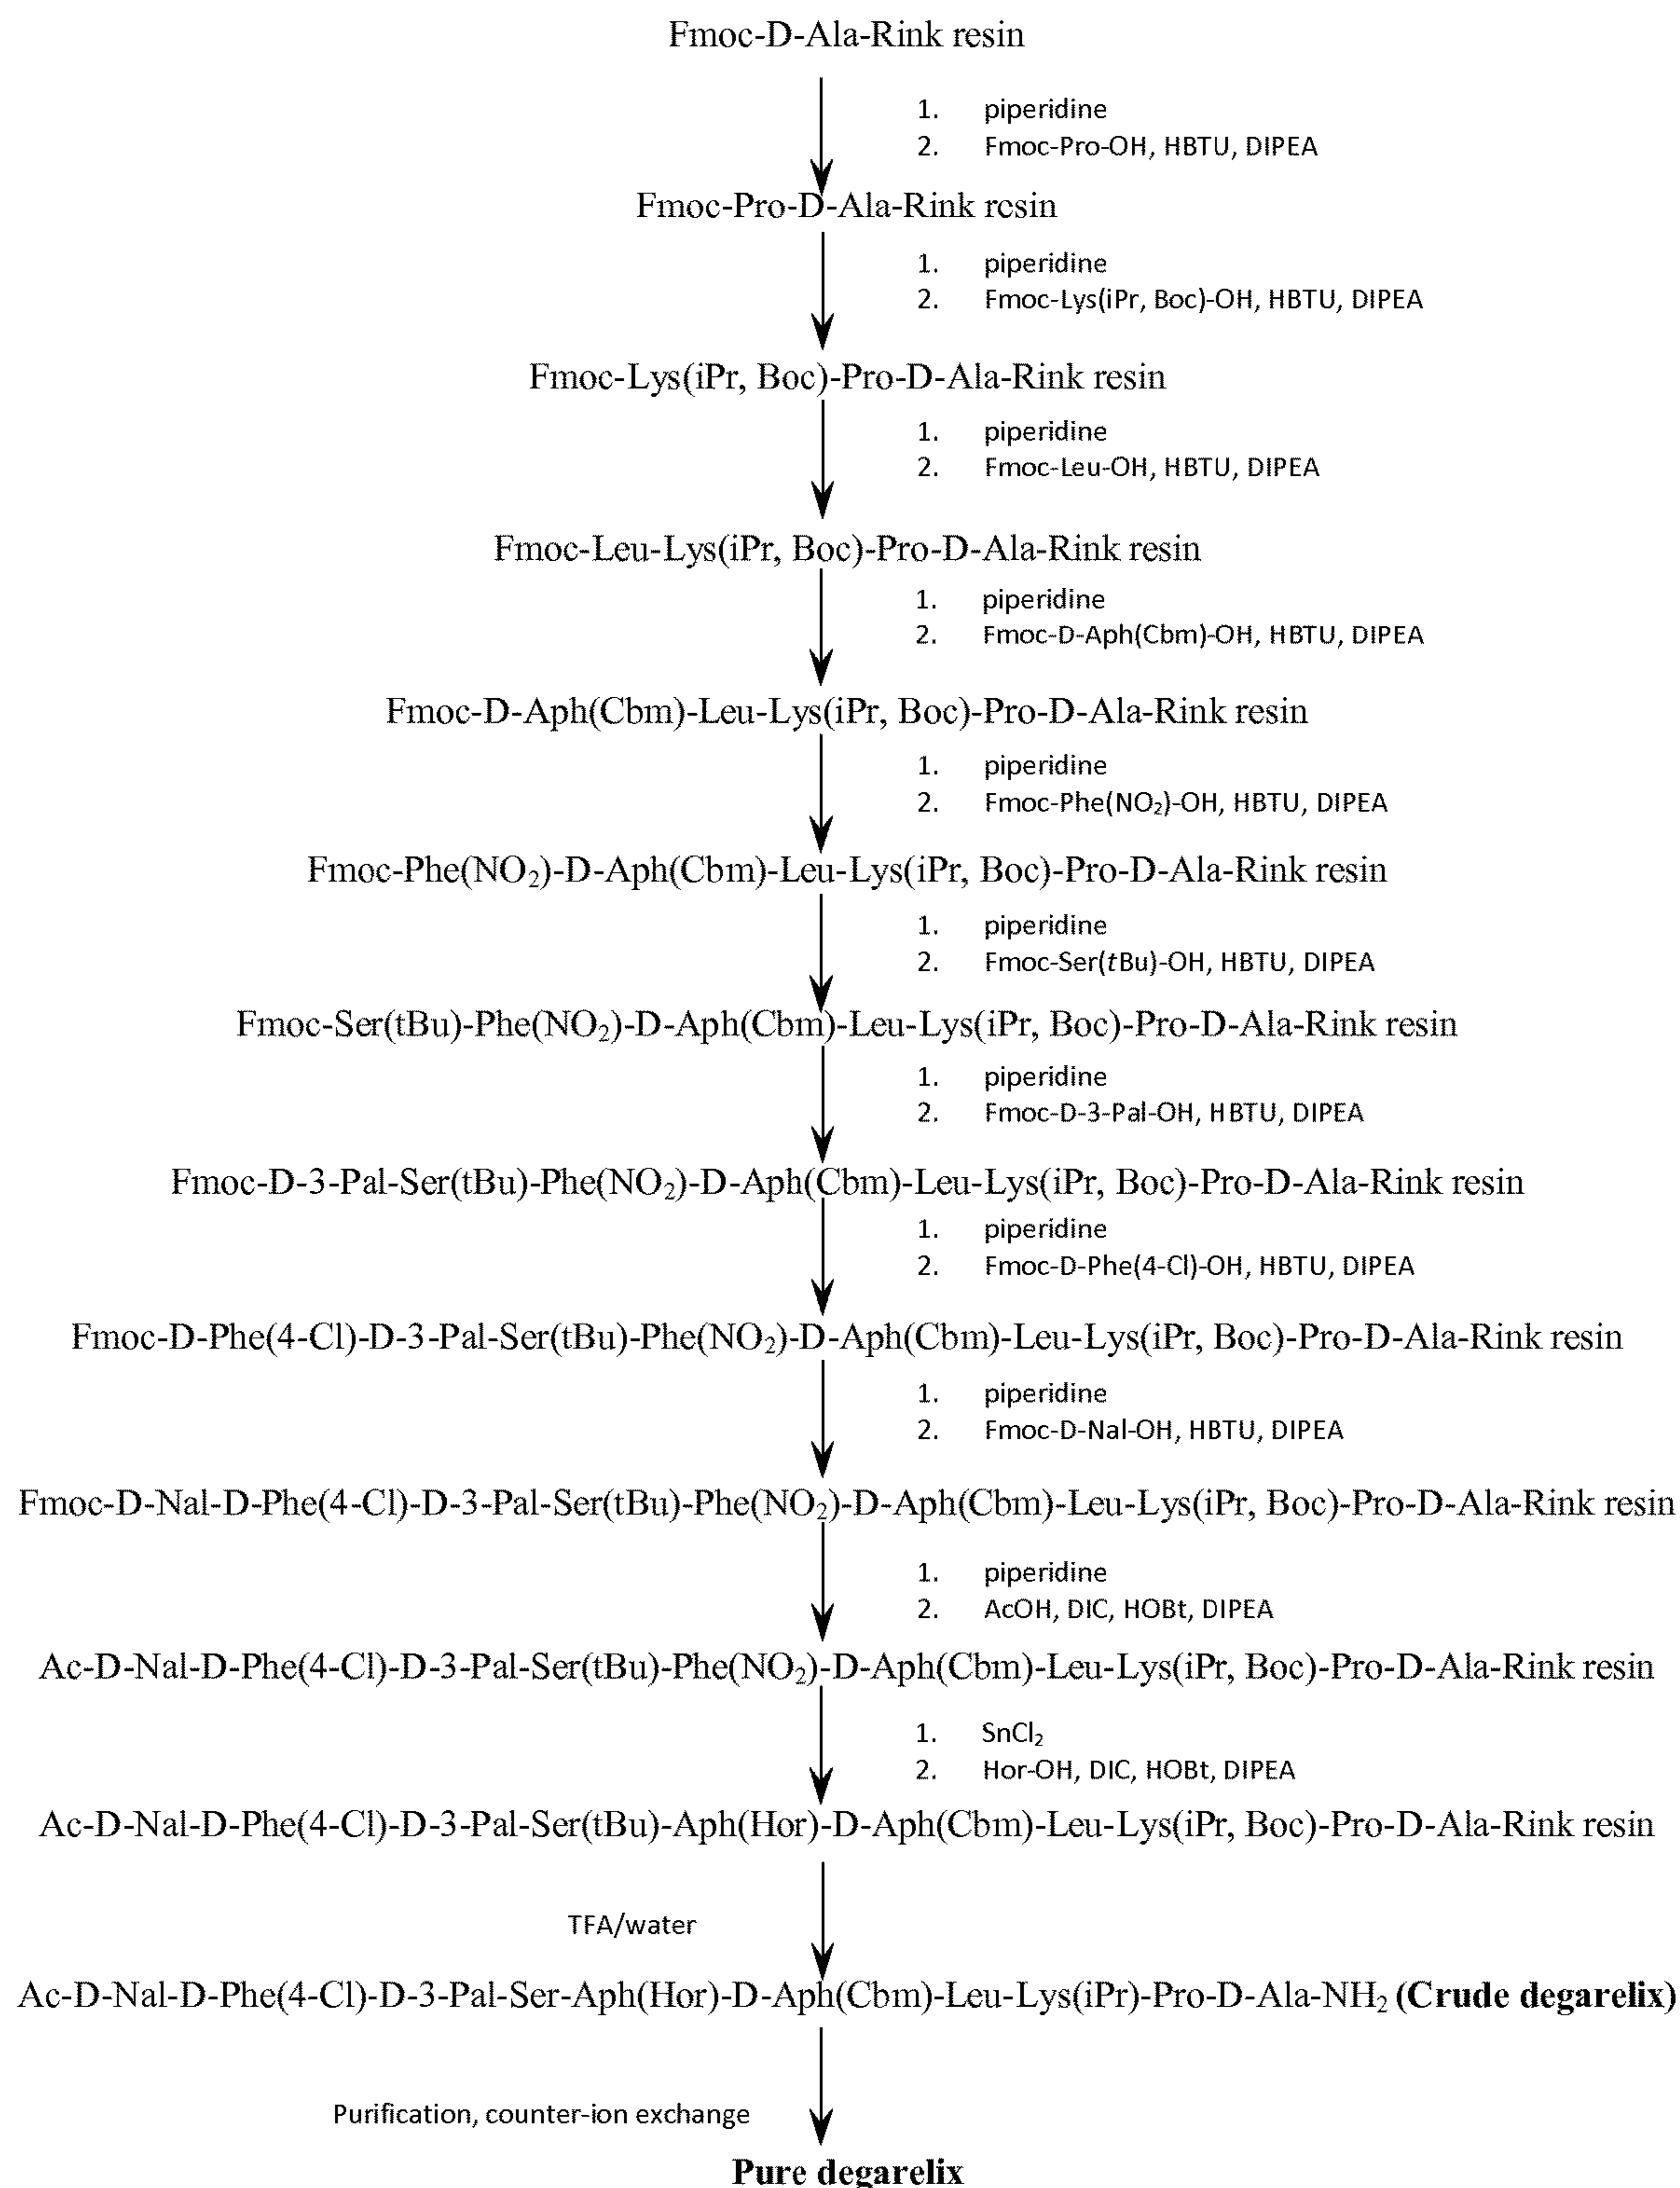 Fmoc-D-Ala-Rink resin
1. piperidine
2. Fmoc-Pro-OH, HBTU, DIPEA
Fmoc-Pro-D-Ala-Rink resin
1. piperidine
2. Fmoc-Lys(iPr, Boc)-OH, HBTU, DIPEA
Fmoc-Lys(iPr, Boc)-Pro-D-Ala-Rink resin
1. piperidine
2. Fmoc-Leu-OH, HBTU, DIPEA
Fmoc-Leu-Lys(iPr, Boc)-Pro-D-Ala-Rink resin
1. piperidine
2. Fmoc-D-Aph(Cbm)-OH, HBTU, DIPEA
Fmoc-D-Aph(Cbm)-Leu-Lys(iPr, Boc)-Pro-D-Ala-Rink resin
1. piperidine
2. Fmoc-Phe(NO₂)-OH, HBTU, DIPEA
Fmoc-Phe(NO₂)-D-Aph(Cbm)-Leu-Lys(iPr, Boc)-Pro-D-Ala-Rink resin
1. piperidine
2. Fmoc-Ser(tBu)-OH, HBTU, DIPEA
Fmoc-Ser(tBu)-Phe(NO₂)-D-Aph(Cbm)-Leu-Lys(iPr, Boc)-Pro-D-Ala-Rink resin
1. piperidine
2. Fmoc-D-3-Pal-OH, HBTU, DIPEA
Fmoc-D-3-Pal-Ser(tBu)-Phe(NO₂)-D-Aph(Cbm)-Leu-Lys(iPr, Boc)-Pro-D-Ala-Rink resin
1. piperidine
2. Fmoc-D-Phe(4-Cl)-OH, HBTU, DIPEA
Fmoc-D-Phe(4-Cl)-D-3-Pal-Ser(tBu)-Phe(NO₂)-D-Aph(Cbm)-Leu-Lys(iPr, Boc)-Pro-D-Ala-Rink resin
1. piperidine
2. Fmoc-D-Nal-OH, HBTU, DIPEA
Fmoc-D-Nal-D-Phe(4-Cl)-D-3-Pal-Ser(tBu)-Phe(NO₂)-D-Aph(Cbm)-Leu-Lys(iPr, Boc)-Pro-D-Ala-Rink resin
1. piperidine
2. AcOH, DIC, HOBt, DIPEA
Ac-D-Nal-D-Phe(4-Cl)-D-3-Pal-Ser(tBu)-Phe(NO₂)-D-Aph(Cbm)-Leu-Lys(iPr, Boc)-Pro-D-Ala-Rink resin
1. SnCl₂
2. Hor-OH, DIC, HOBt, DIPEA
Ac-D-Nal-D-Phe(4-Cl)-D-3-Pal-Ser(tBu)-Aph(Hor)-D-Aph(Cbm)-Leu-Lys(iPr, Boc)-Pro-D-Ala-Rink resin
TFA/water
Ac-D-Nal-D-Phe(4-Cl)-D-3-Pal-Ser-Aph(Hor)-D-Aph(Cbm)-Leu-Lys(iPr)-Pro-D-Ala-NH₂ (Crude degarelix)
Purification, counter-ion exchange
Pure degarelix